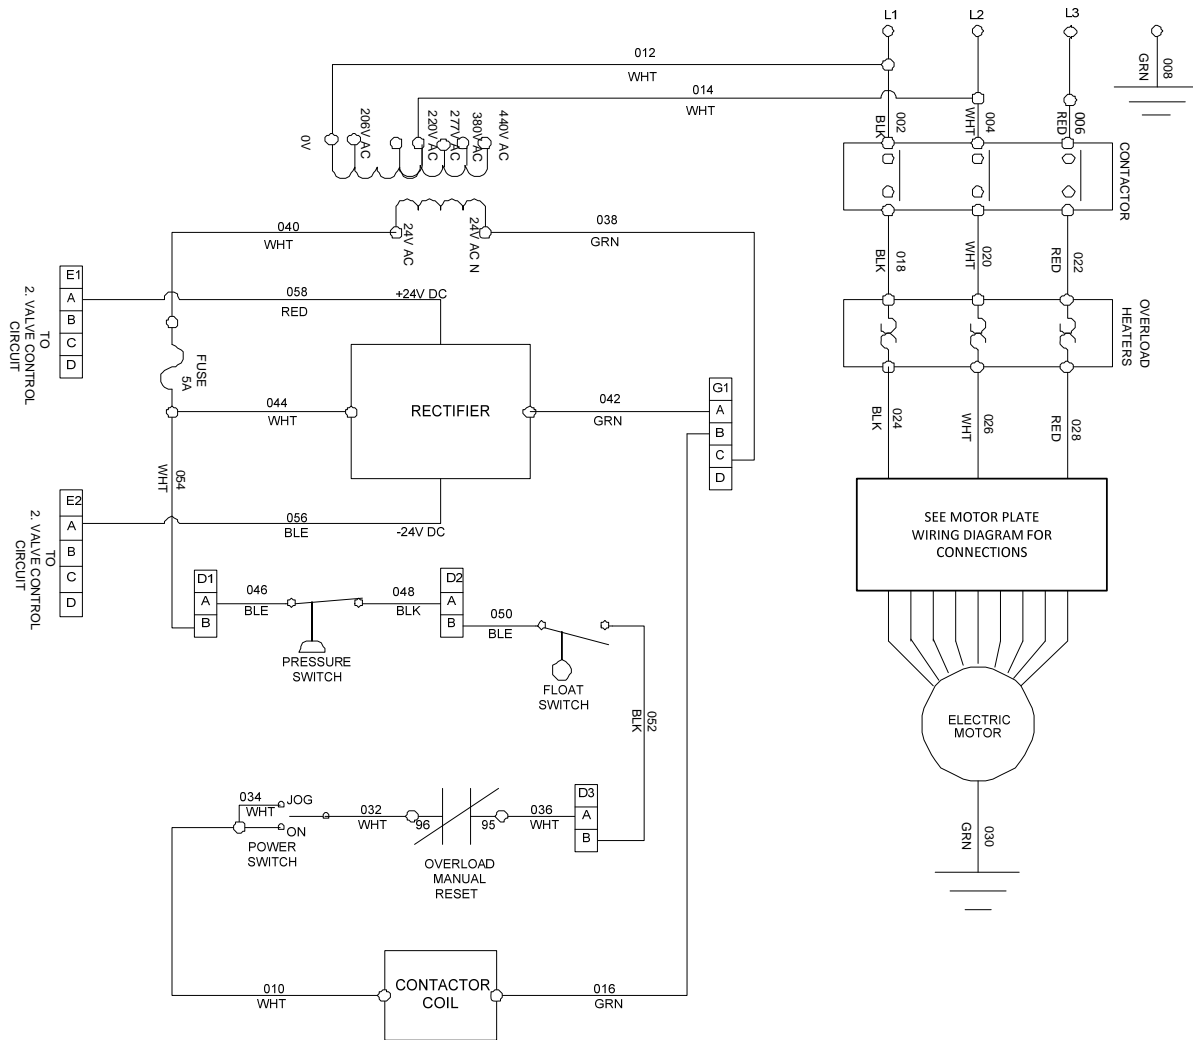 L1
L2
L3
012
WHT
014
WHT
0V
206V AC
220V AC
277V AC
380V AC
440V AC
BLK
002
WHT
004
RED
006
GRN
008
CONTACTOR
040
WHT
24V AC
24V AC N
038
GRN
BLK
018
WHT
020
RED
022
E1
A
B
C
D
2. VALVE CONTROL
TO
CIRCUIT
058
RED
+24V DC
OVERLOAD
HEATERS
FUSE
5A
RECTIFIER
044
WHT
042
GRN
G1
A
B
C
D
BLK
024
WHT
026
RED
028
WHT
054
E2
A
B
C
D
2. VALVE CONTROL
TO
CIRCUIT
056
BLE
-24V DC
SEE MOTOR PLATE
WIRING DIAGRAM FOR
CONNECTIONS
D1
A
B
046
BLE
048
BLK
D2
A
B
050
BLE
PRESSURE
SWITCH
FLOAT
SWITCH
BLK
052
ELECTRIC
MOTOR
034
WHT
JOG
ON
POWER
SWITCH
032
WHT
96
95
036
WHT
D3
A
B
OVERLOAD
MANUAL
RESET
GRN
030
010
WHT
CONTACTOR
COIL
016
GRN